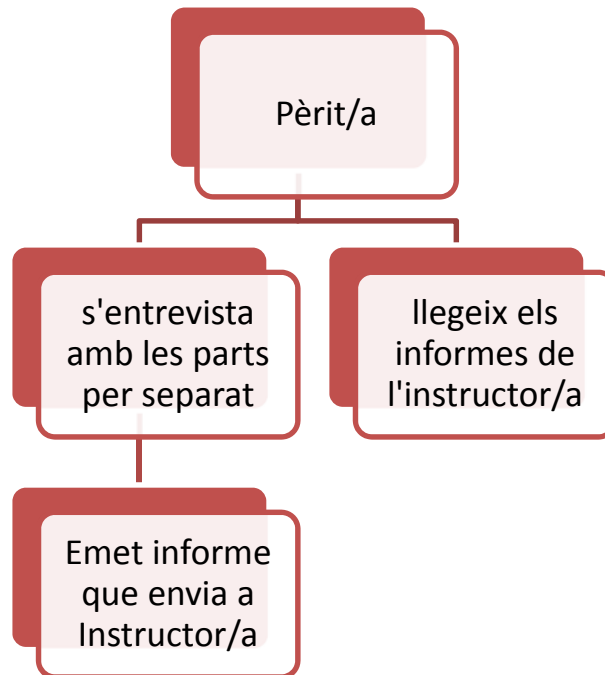 Pèrit/a
s'entrevista
amb les parts
per separat
llegeix els
informes de
l'instructor/a
Emet informe
que envia a
Instructor/a